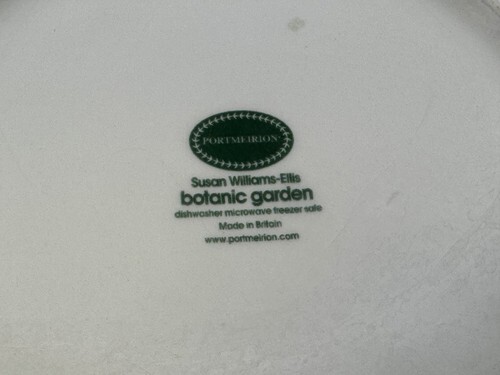 PORTMEIRION®
Susan Williams-Ellis
botanic garden
dishwasher microwave freezer safe
Made in Britain
www.portmeirion.com